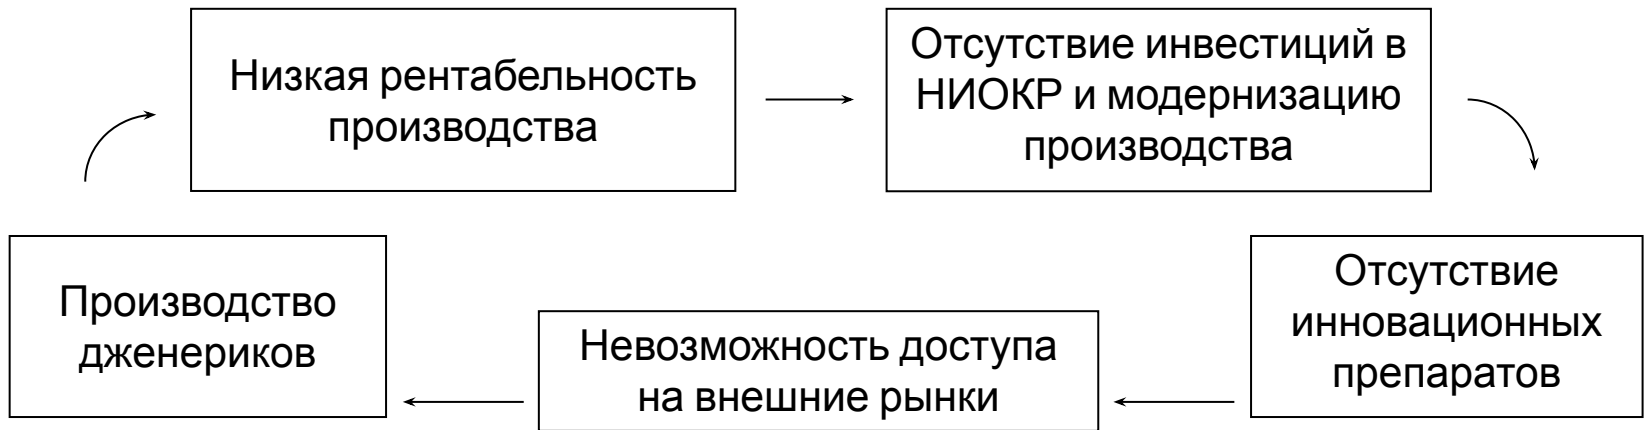 Низкая рентабельность
производства
Отсутствие инвестиций в
НИОКР и модернизацию
производства
Отсутствие
инновационных
препаратов
Невозможность доступа
на внешние рынки
Производство
дженериков